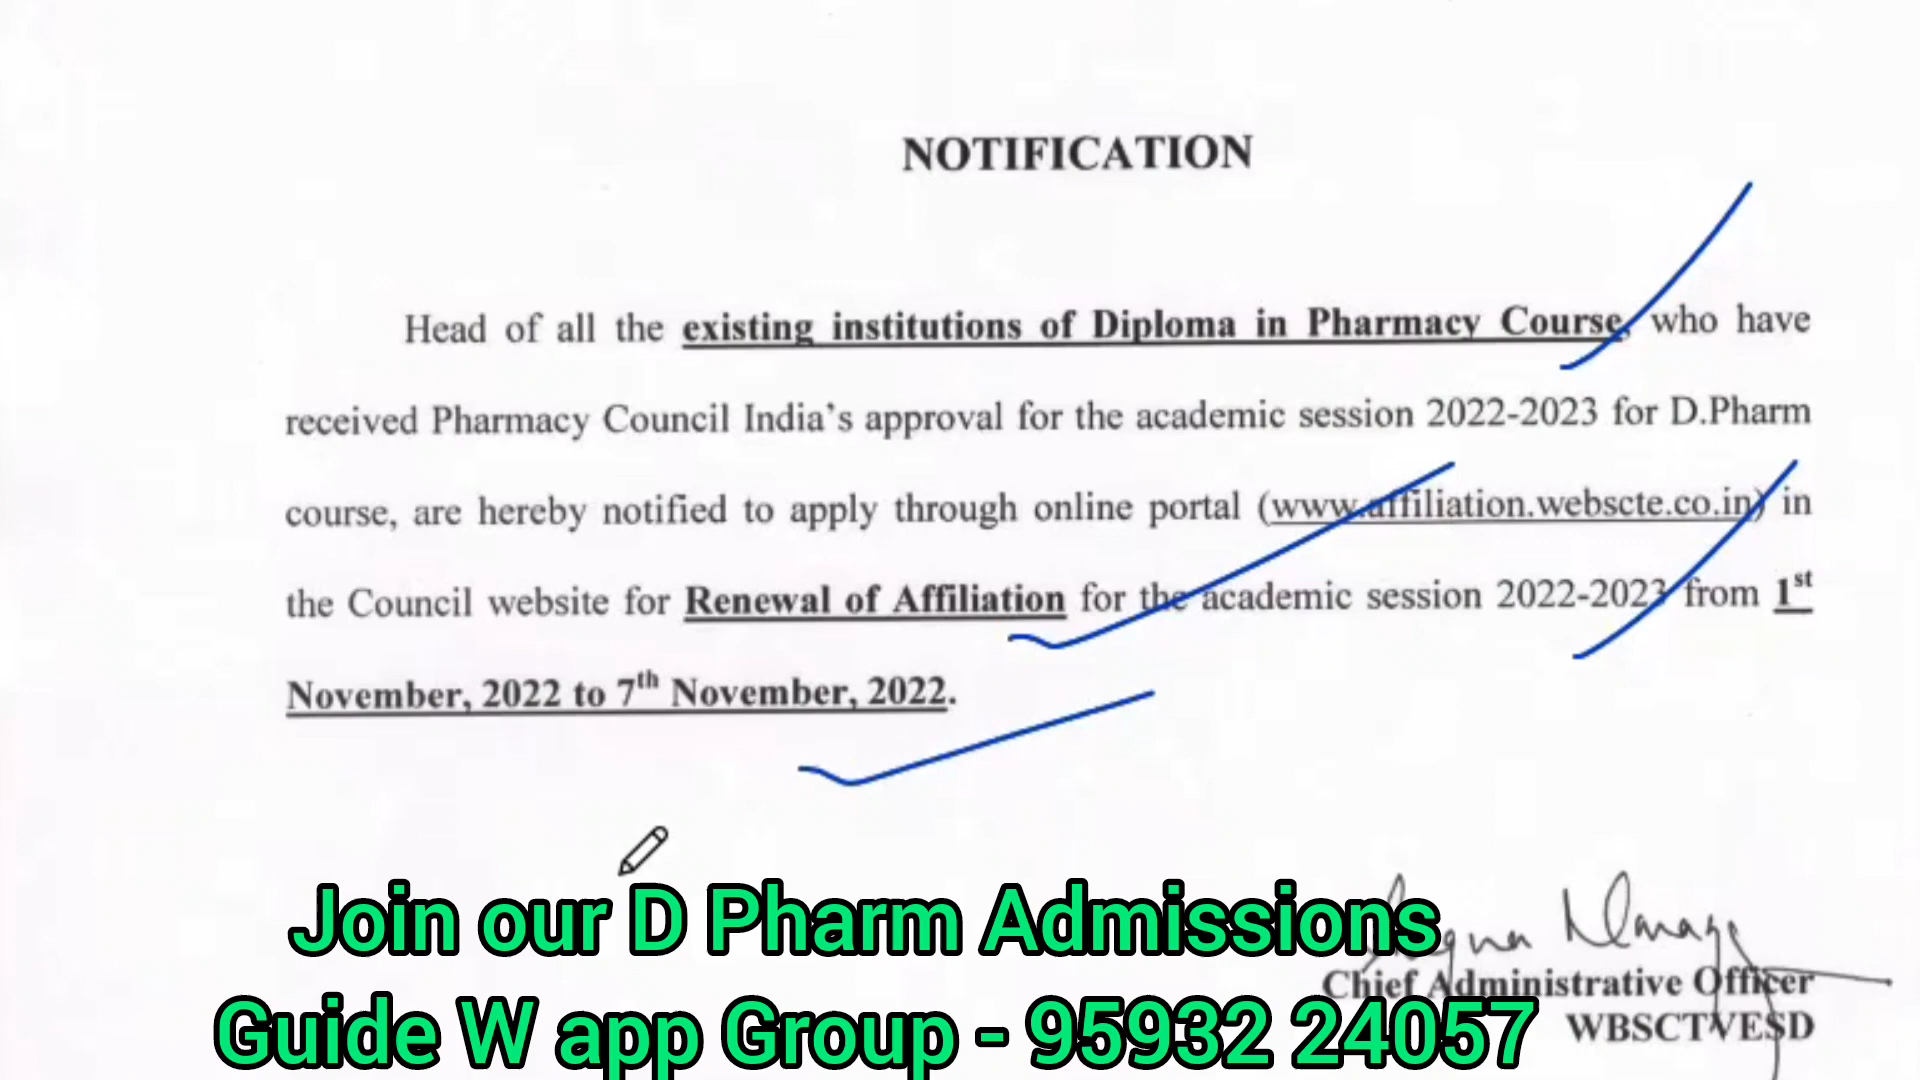 NOTIFICATION
Head of all the existing institutions of Diploma in Pharmacy Course, who have
received Pharmacy Council India's approval for the academic session 2022-2023 for D.Pharm
course, are hereby notified to apply through online portal (www.affiliation.webscte.co.in) in
the Council website for Renewal of Affiliation for the academic session 2022-2023 from 1st
November, 2022 to 7th November, 2022.
Chief Administrative Officer
WBSCTVESD
Join our D Pharm Admissions
Guide W app Group - 95932 24057